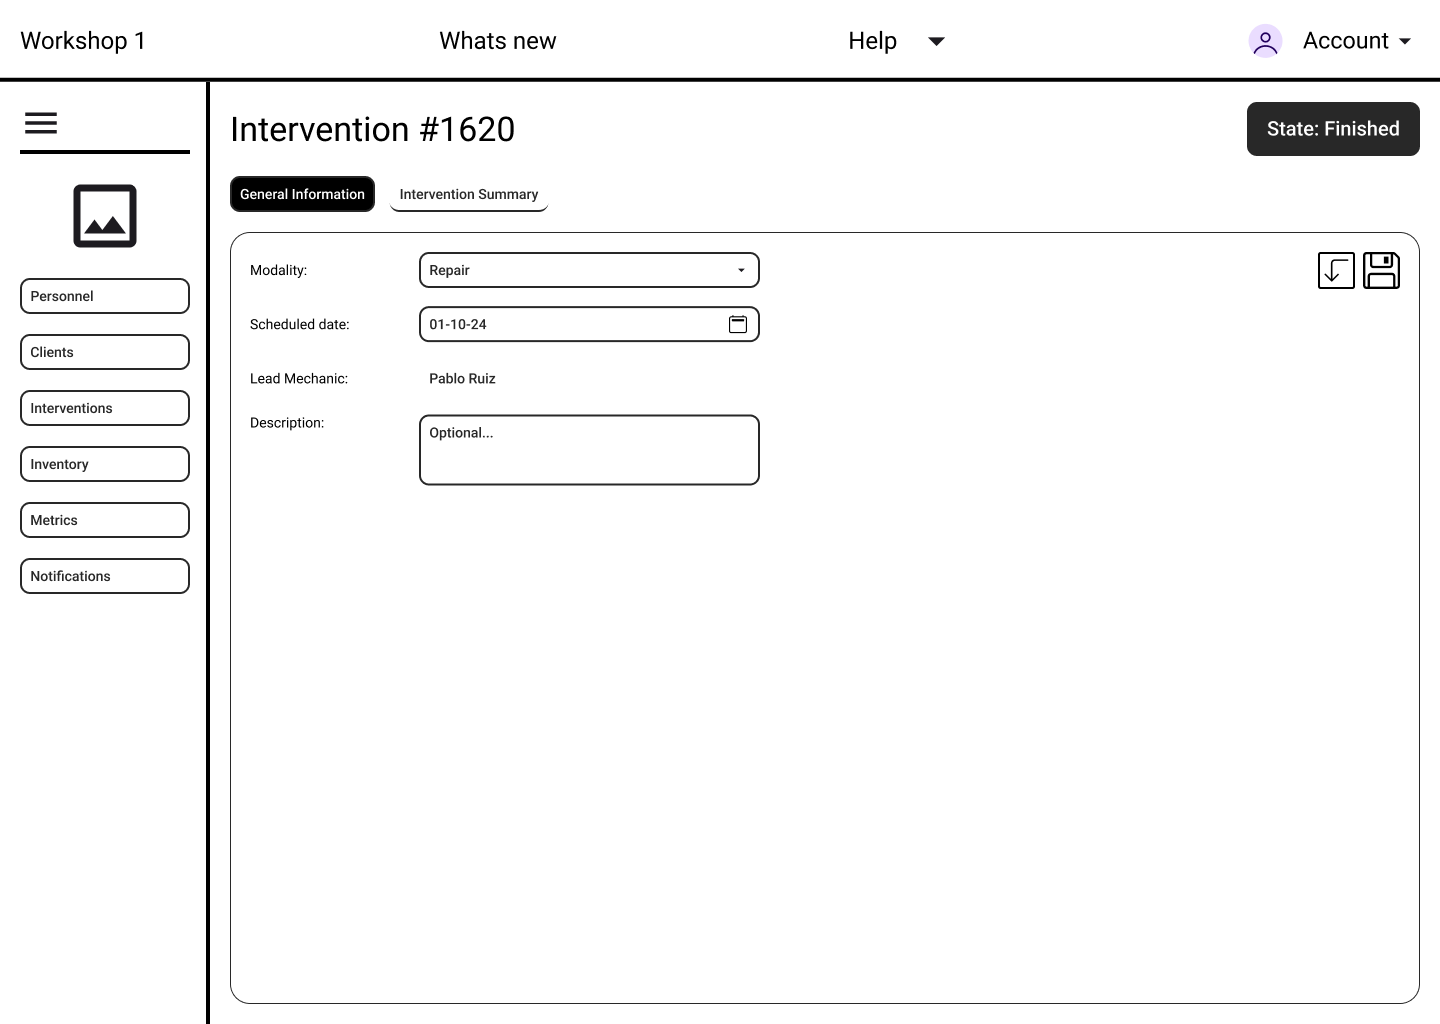 Workshop 1
Whats new
Help
Account
Intervention #1620
State: Finished
General Information
Intervention Summary
Personnel
Clients
Interventions
Inventory
Metrics
Notifications
Modality:
Repair
Scheduled date:
01-10-24
Lead Mechanic:
Pablo Ruiz
Description:
Optional...